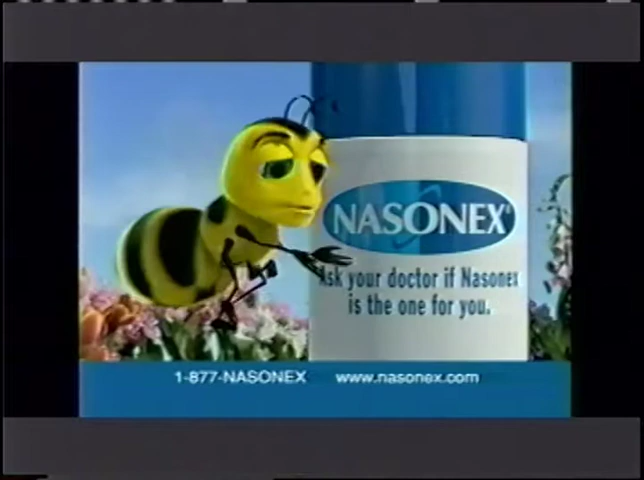 NASONEX®
Ask your doctor if Nasonex
is the one for you.
1-877-NASONEX www.nasonex.com